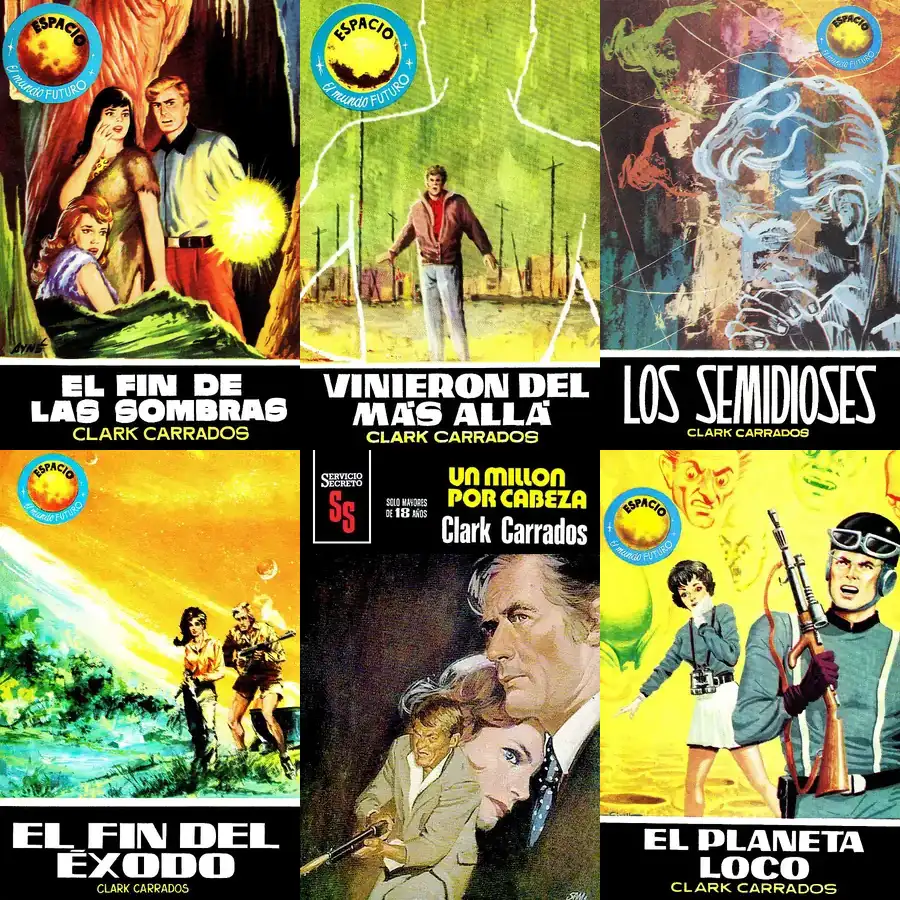 ESPACIO
el mundo FUTURO
AYNÉ
EL FIN DE
LAS SOMBRAS
CLARK CARRADOS
ESPACIO
el mundo FUTURO
VINIERON DEL
MÁS ALLÁ
CLARK CARRADOS
ESPACIO
el mundo FUTURO
LOS SEMIDIOSES
CLARK CARRADOS
ESPACIO
el mundo FUTURO
EL FIN DEL
ÉXODO
CLARK CARRADOS
SERVICIO
SECRETO
SS
SOLO MAYORES
DE 18 AÑOS
UN MILLON
POR CABEZA
Clark Carrados
ESPACIO
el mundo FUTURO
EL PLANETA
LOCO
CLARK CARRADOS